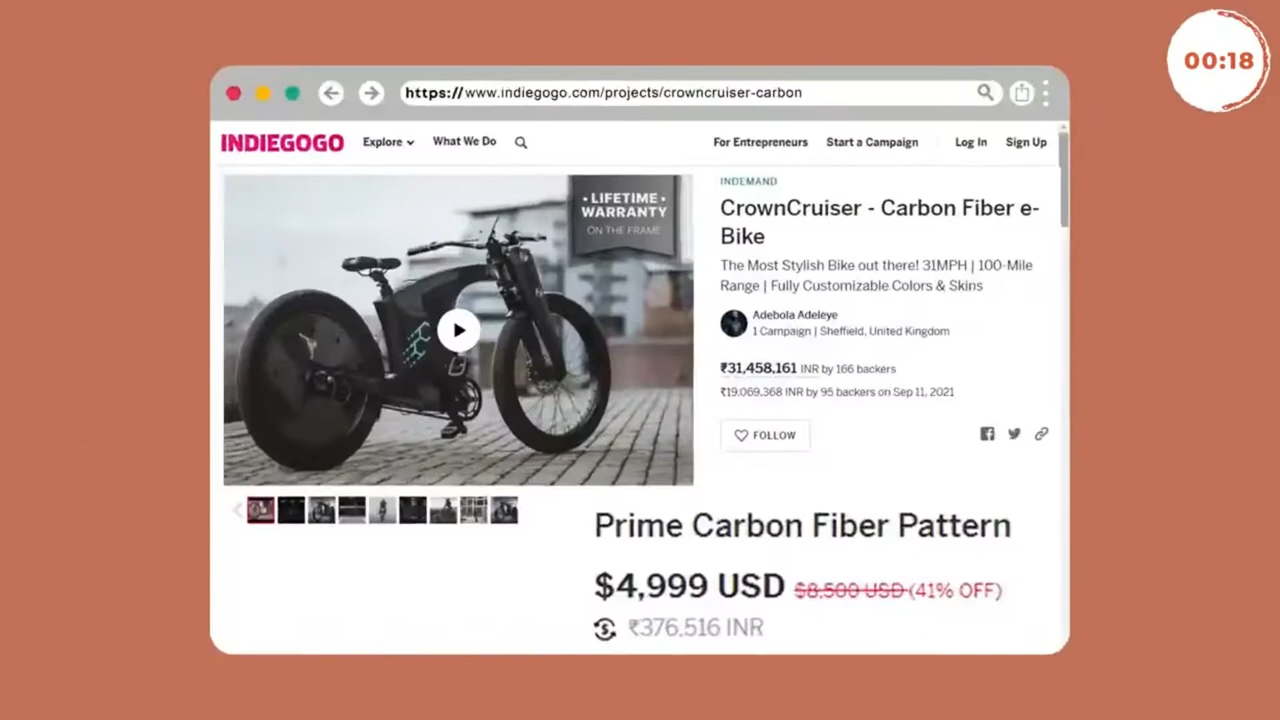 00:18
https://www.indiegogo.com/projects/crowncruiser-carbon
INDIEGOGO
Explore
What We Do
For Entrepreneurs
Start a Campaign
Log In
Sign Up
• LIFETIME •
WARRANTY
ON THE FRAME
INDEMAND
CrownCruiser - Carbon Fiber e-
Bike
The Most Stylish Bike out there! 31MPH | 100-Mile
Range | Fully Customizable Colors & Skins
Adebola Adeleye
1 Campaign | Sheffield, United Kingdom
₹31,458,161 INR by 166 backers
₹19,069,368 INR by 95 backers on Sep 11, 2021
FOLLOW
Prime Carbon Fiber Pattern
$4,999 USD $8,500 USD (41% OFF)
₹376,516 INR